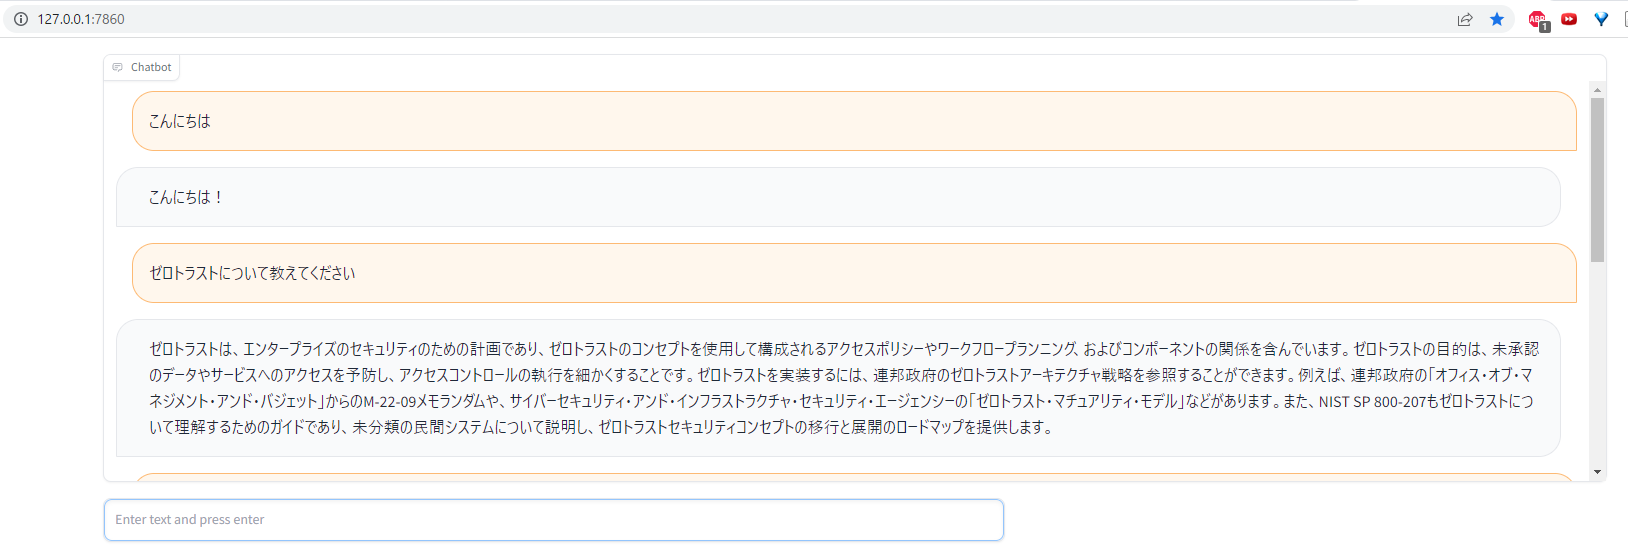 127.0.0.1:7860
ABP
1
Chatbot
こんにちは
こんにちは！
ゼロトラストについて教えてください
ゼロトラストは、エンタープライズのセキュリティのための計画であり、ゼロトラストのコンセプトを使用して構成されるアクセスポリシーやワークフロープランニング、およびコンポーネントの関係を含んでいます。ゼロトラストの目的は、未承認
のデータやサービスへのアクセスを予防し、アクセスコントロールの執行を細かくすることです。ゼロトラストを実装するには、連邦政府のゼロトラストアーキテクチャ戦略を参照することができます。例えば、連邦政府の「オフィス・オブ・マ
ネジメント・アンド・バジェット」からのM-22-09メモランダムや、サイバーセキュリティ・アンド・インフラストラクチャ・セキュリティ・エージェンシーの「ゼロトラスト・マチュアリティ・モデル」などがあります。また、NIST SP 800-207もゼロトラストにつ
いて理解するためのガイドであり、未分類の民間システムについて説明し、ゼロトラストセキュリティコンセプトの移行と展開のロードマップを提供します。
Enter text and press enter